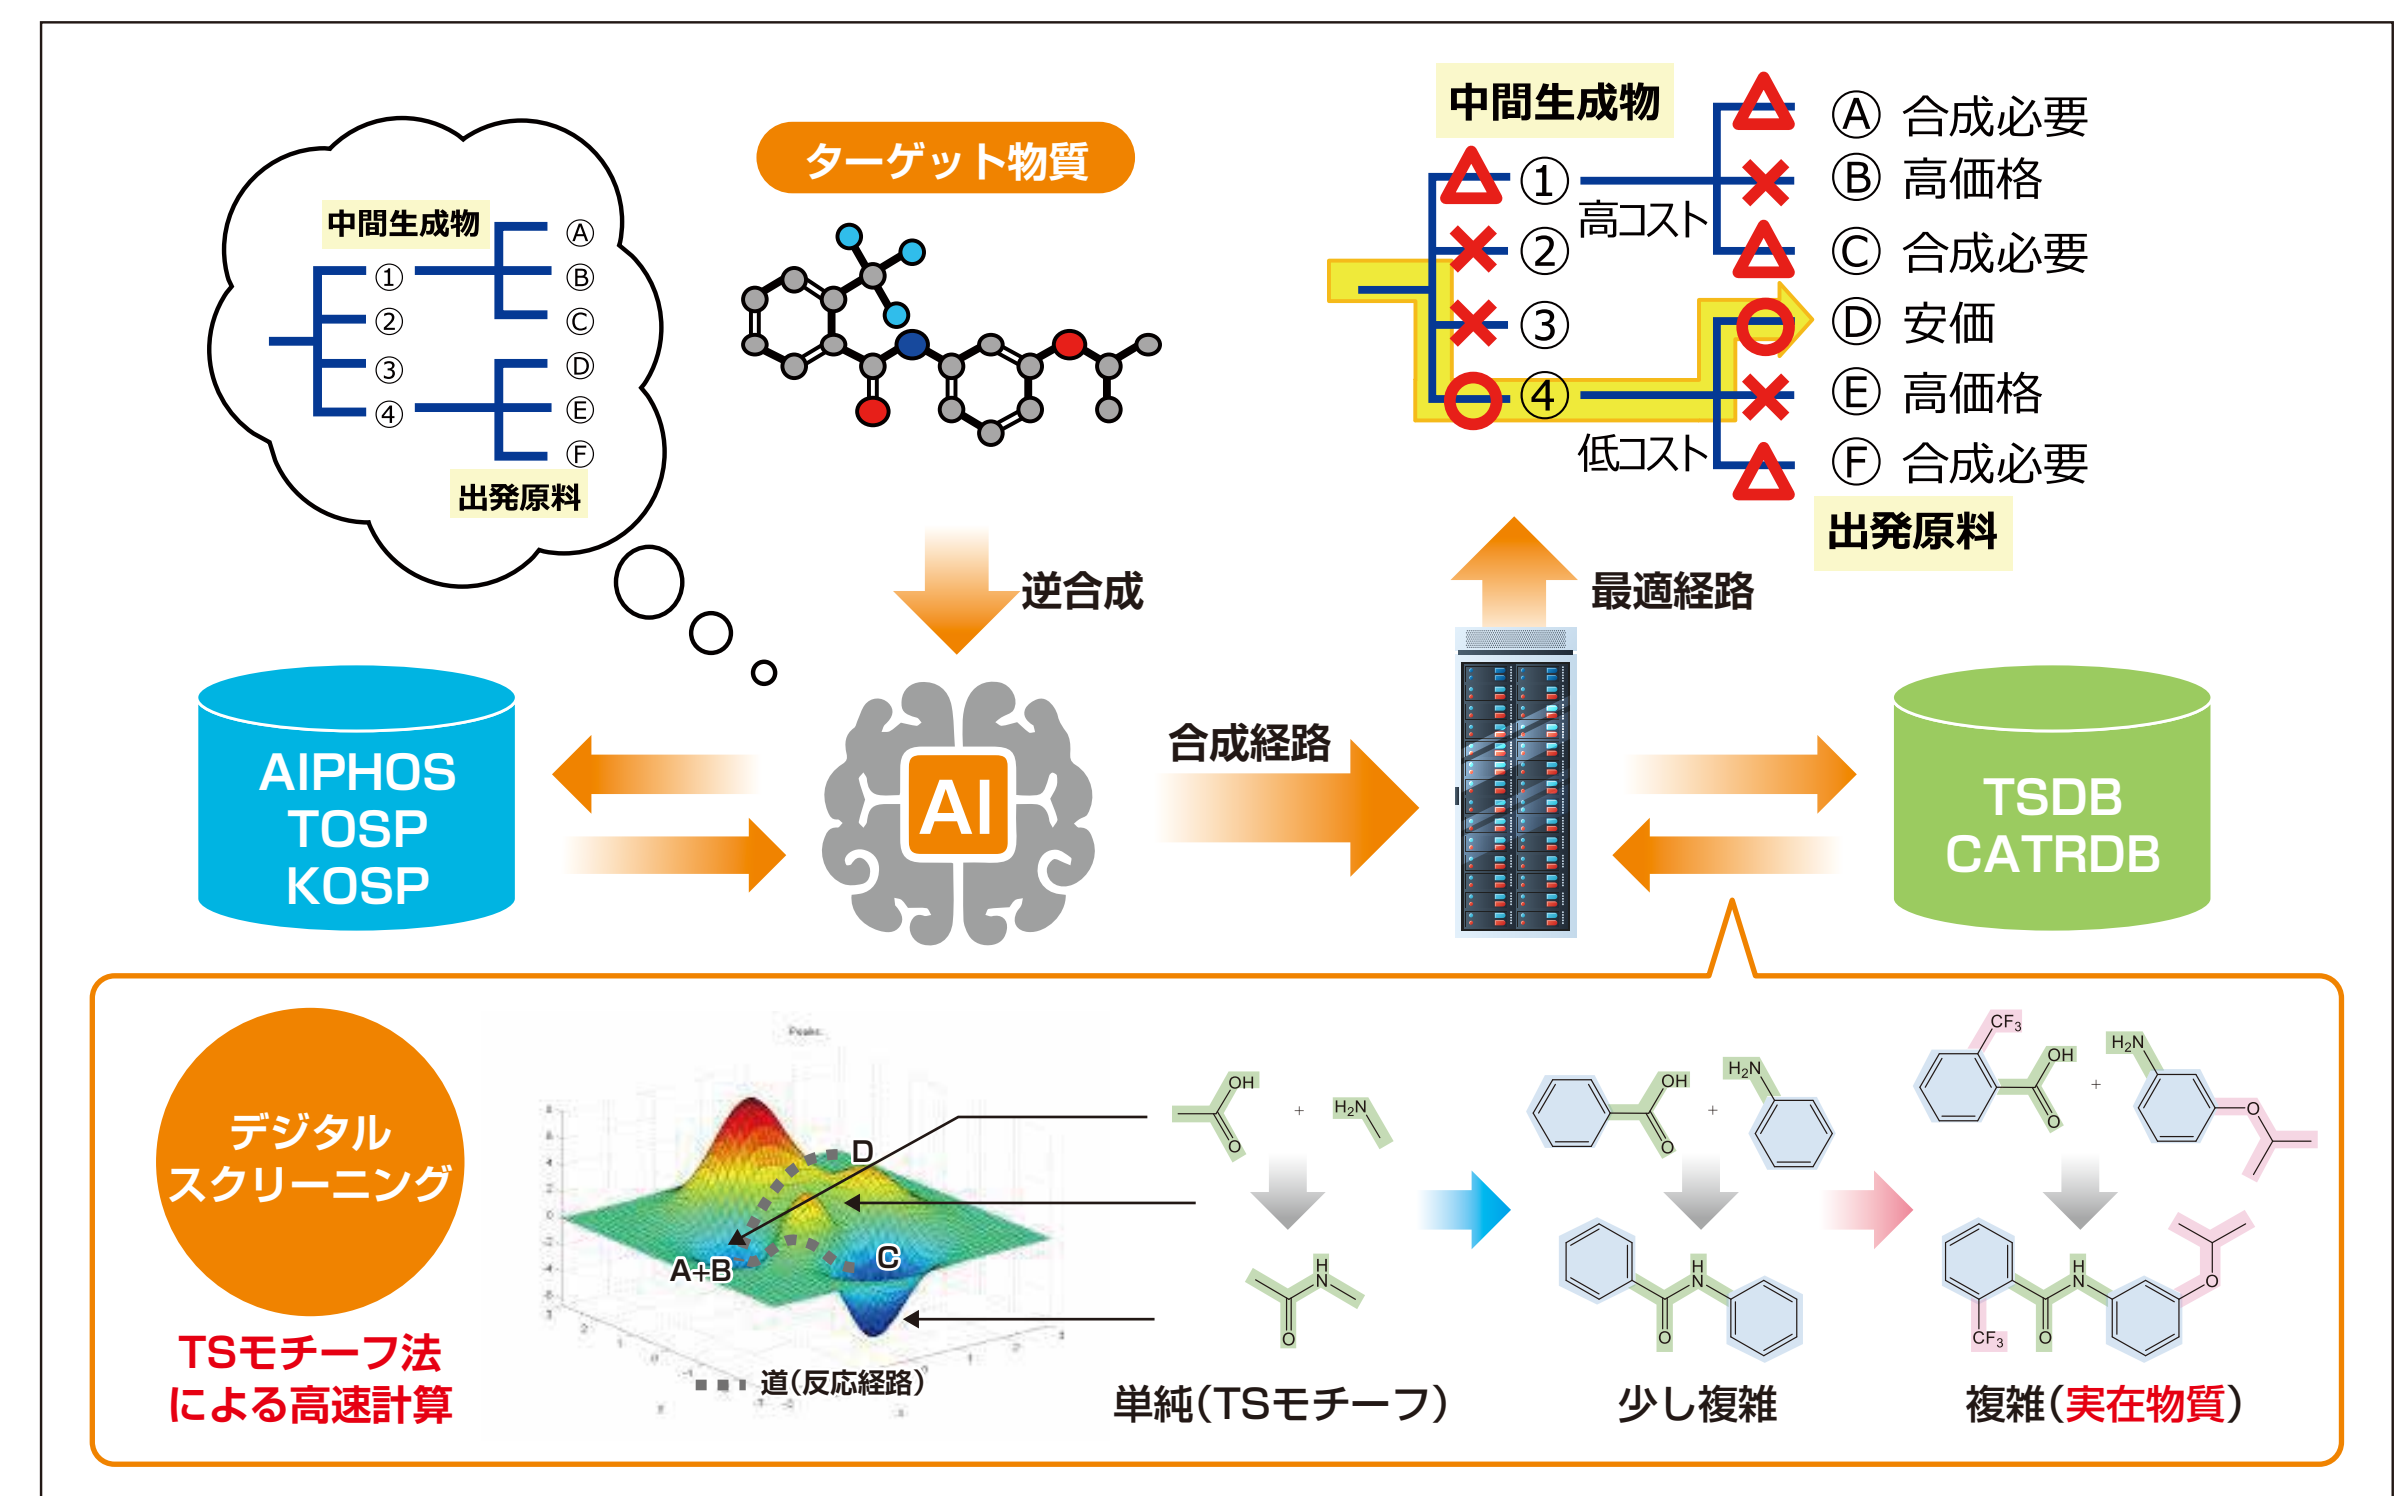 中間生成物
①
②
③
④
Ⓐ
Ⓑ
Ⓒ
Ⓓ
Ⓔ
Ⓕ
出発原料
ターゲット物質
逆合成
中間生成物
①
②
③
④
高コスト
低コスト
Ⓐ 合成必要
Ⓑ 高価格
Ⓒ 合成必要
Ⓓ 安価
Ⓔ 高価格
Ⓕ 合成必要
出発原料
最適経路
AIPHOS
TOSP
KOSP
AI
合成経路
TSDB
CATRDB
デジタル
スクリーニング
TSモチーフ法
による高速計算
Peaks
D
A+B
C
道(反応経路)
OH
O
+
H₂N
H
N
O
単純(TSモチーフ)
OH
O
+
H₂N
H
N
O
少し複雑
CF₃
OH
O
+
H₂N
O
H
N
O
CF₃
O
複雑(実在物質)